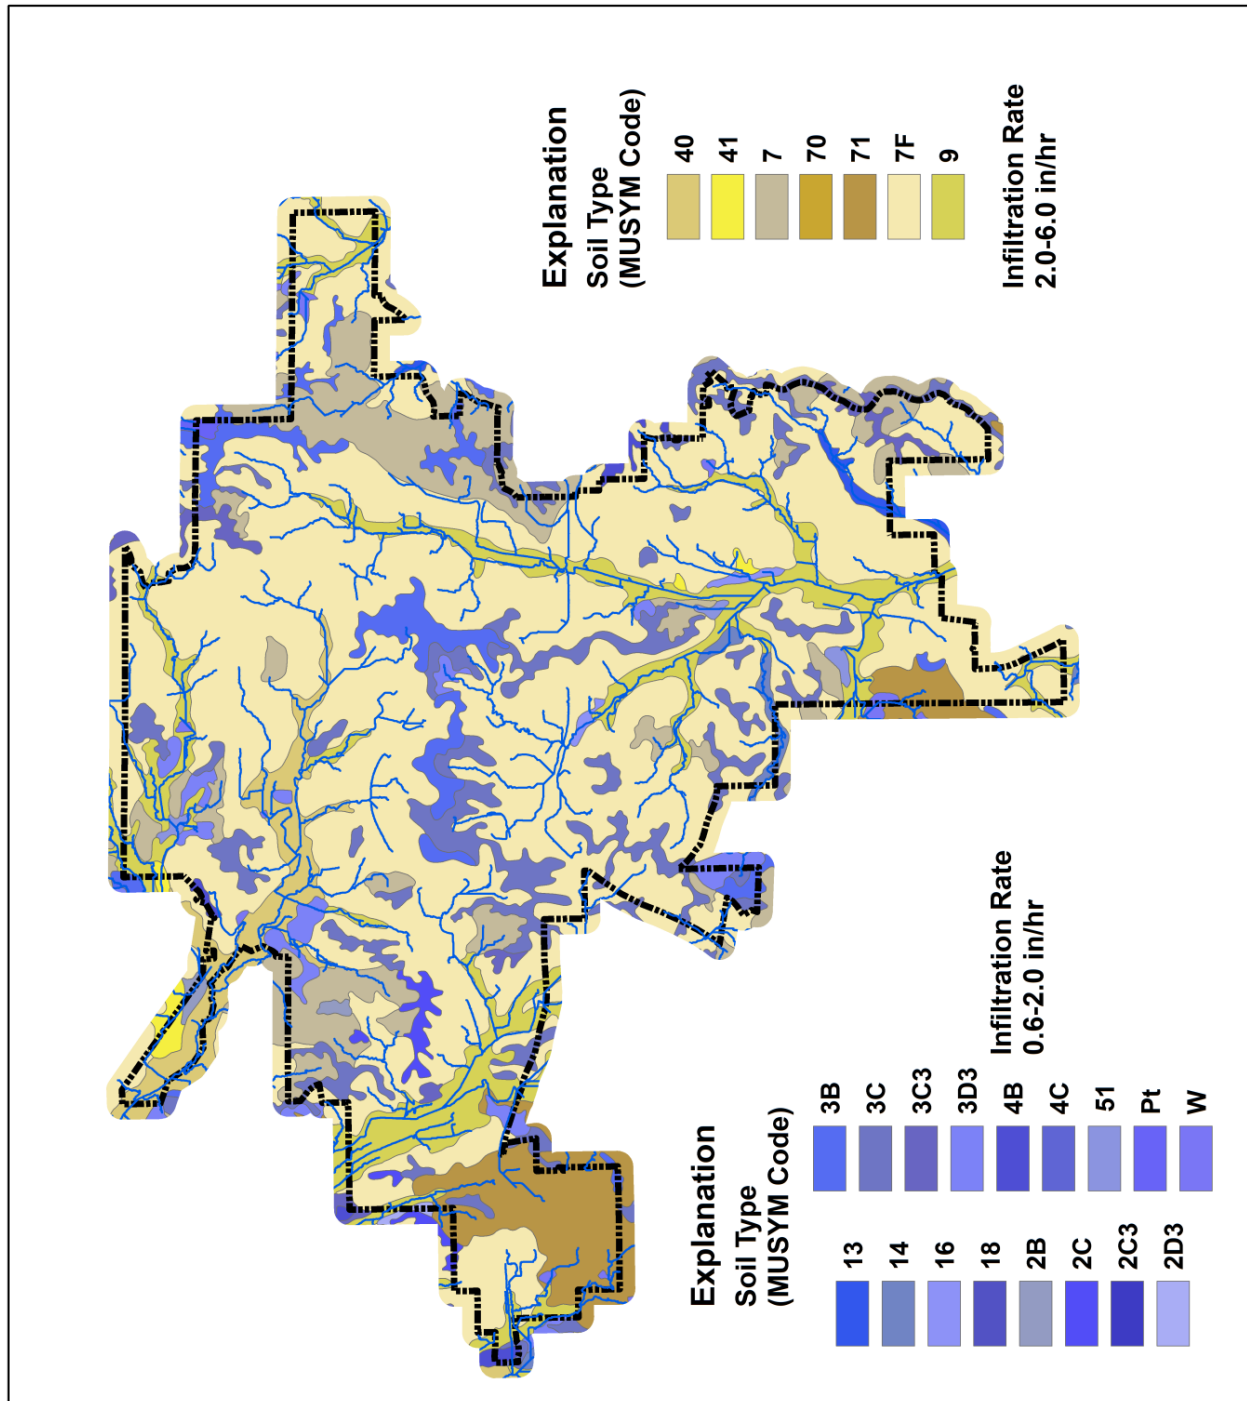 Explanation
Soil Type
(MUSYM Code)
40
41
7
70
71
7F
9
Infiltration Rate
2.0-6.0 in/hr
Explanation
Soil Type
(MUSYM Code)
13
14
16
18
2B
2C
2C3
2D3
3B
3C
3C3
3D3
4B
4C
51
Pt
W
Infiltration Rate
0.6-2.0 in/hr